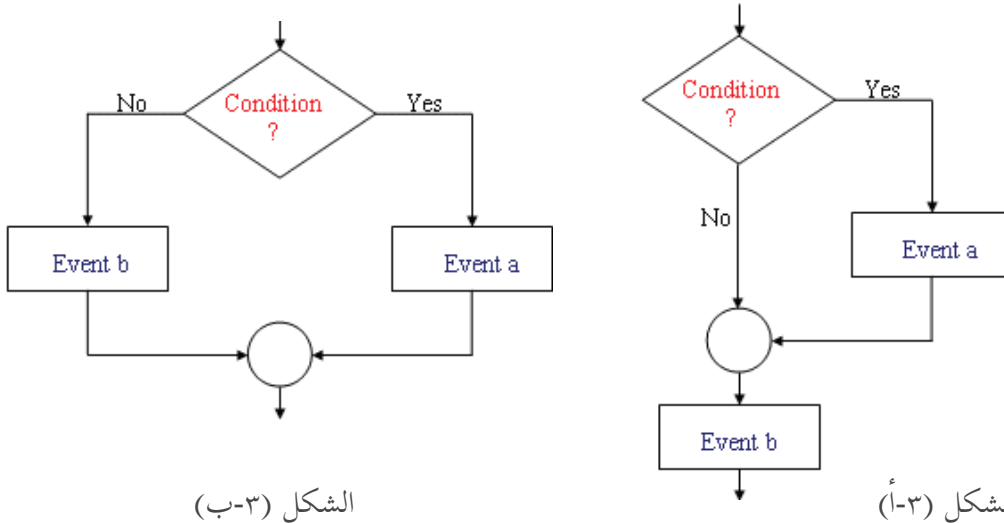 Condition
?
No
Yes
Event b
Event a
الشكل (٣-ب)
Condition
?
Yes
No
Event a
Event b
شكل (٣-أ)